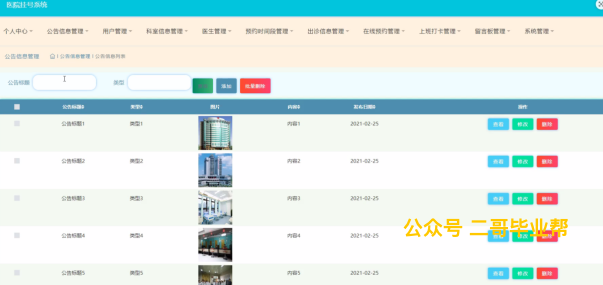 医院挂号系统
个人中心 公告信息管理 用户管理 科室信息管理 医生管理 预约时间段管理 出诊信息管理 在线预约管理 上班打卡管理 留言板管理 系统管理
公告信息管理 公告信息管理 公告信息列表
公告标题 类型 添加 批量删除
公告标题 类型 图片 内容 发布日期 操作
公告标题1 类型1 内容1 2021-02-25 查看 修改 删除
公告标题2 类型2 内容2 2021-02-25 查看 修改 删除
公告标题3 类型3 内容3 2021-02-25 查看 修改 删除
公众号 二哥毕业帮
公告标题4 类型4 内容4 2021-02-25 查看 修改 删除
公告标题5 类型5 内容5 2021-02-25 查看 修改 删除